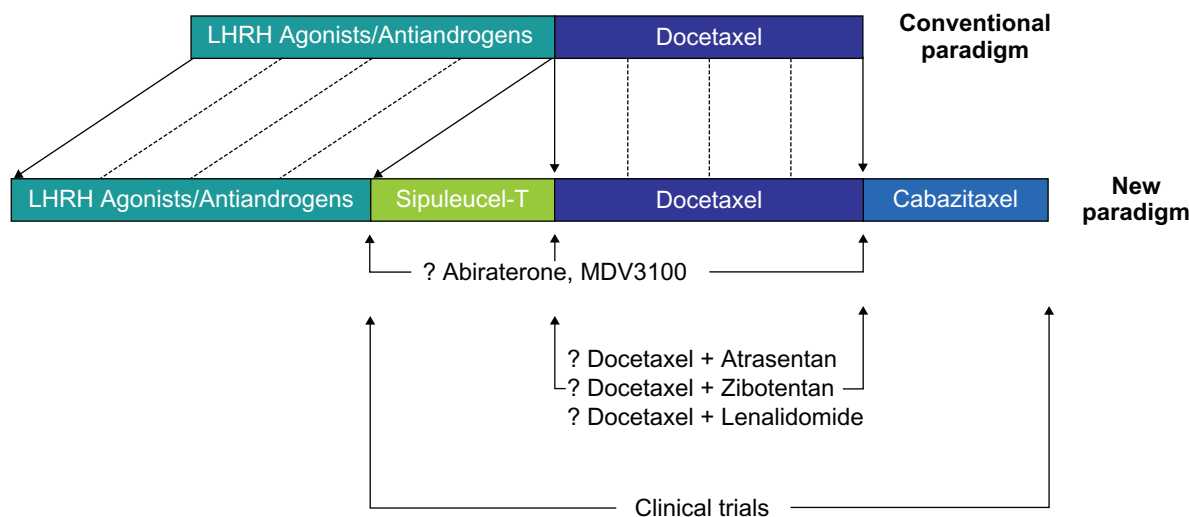 LHRH Agonists/Antiandrogens
Docetaxel
Conventional
paradigm
LHRH Agonists/Antiandrogens
Sipuleucel-T
Docetaxel
Cabazitaxel
New
paradigm
? Abiraterone, MDV3100
? Docetaxel + Atrasentan
? Docetaxel + Zibotentan
? Docetaxel + Lenalidomide
Clinical trials